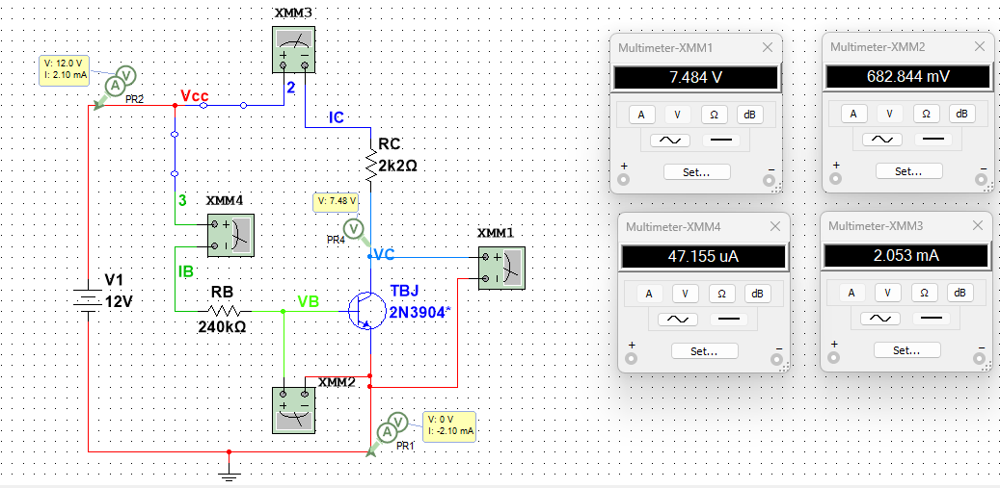 XMM3
V: 12.0 V
I: 2.10 mA
V
A
PR2
Vcc
+ −
2
IC
RC
2k2Ω
3
XMM4
+
−
V: 7.48 V
V
PR4
VC
XMM1
+
−
IB
V1
12V
RB
240kΩ
VB
TBJ
2N3904*
XMM2
+ −
V: 0 V
I: -2.10 mA
V
A
PR1
Multimeter-XMM1
7.484 V
A V Ω dB
Set...
+ −
Multimeter-XMM2
682.844 mV
A V Ω dB
Set...
+ −
Multimeter-XMM4
47.155 uA
A V Ω dB
Set...
+ −
Multimeter-XMM3
2.053 mA
A V Ω dB
Set...
+ −